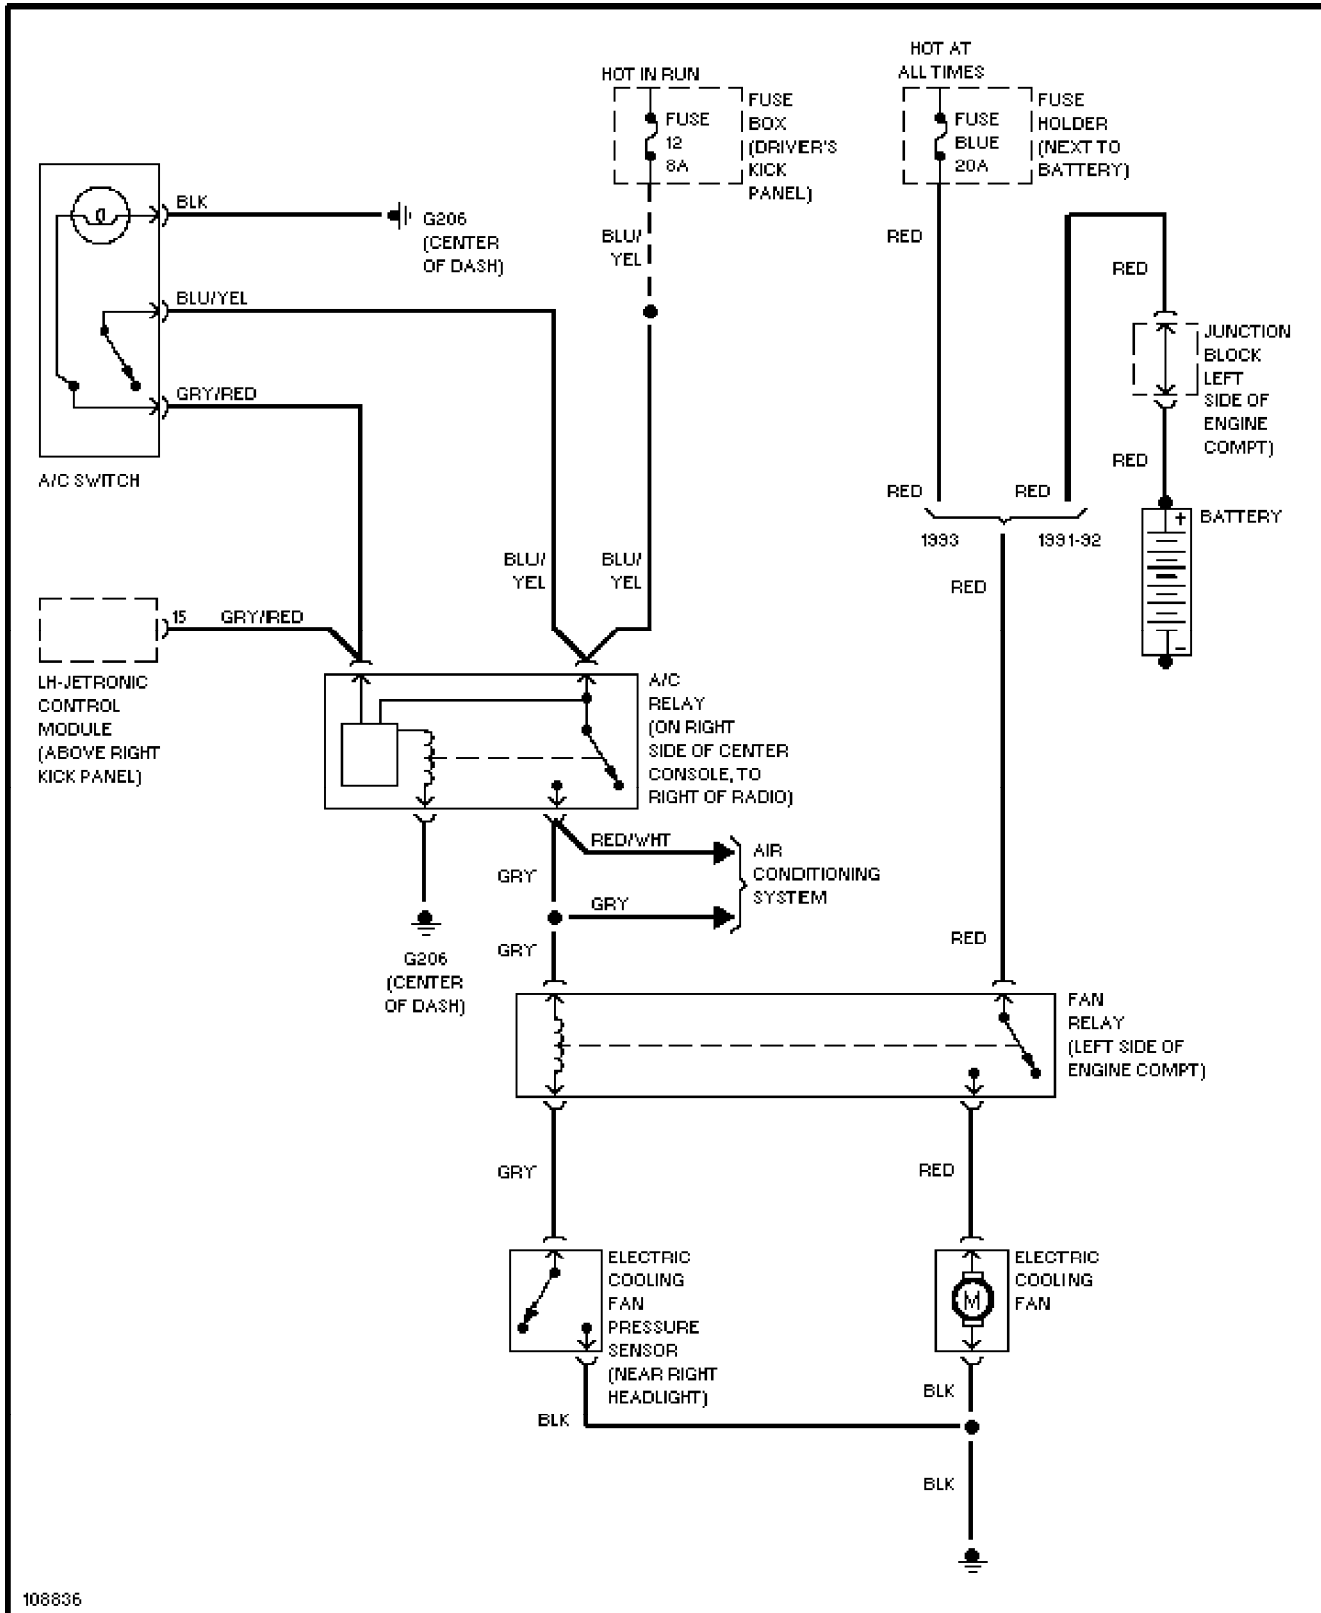 HOT AT
ALL TIMES
HOT IN RUN
FUSE
12
8A
FUSE
BOX
(DRIVER'S
KICK
PANEL)
FUSE
BLUE
20A
FUSE
HOLDER
(NEXT TO
BATTERY)
BLK
G206
(CENTER
OF DASH)
BLU/
YEL
RED
RED
BLU/YEL
GRY/RED
A/C SWITCH
JUNCTION
BLOCK
LEFT
SIDE OF
ENGINE
COMPT)
RED
RED
RED
BATTERY
+
-
1993
1991-92
BLU/
YEL
BLU/
YEL
RED
15
GRY/RED
LH-JETRONIC
CONTROL
MODULE
(ABOVE RIGHT
KICK PANEL)
A/C
RELAY
(ON RIGHT
SIDE OF CENTER
CONSOLE, TO
RIGHT OF RADIO)
RED/WHT
GRY
GRY
AIR
CONDITIONING
SYSTEM
GRY
RED
G206
(CENTER
OF DASH)
FAN
RELAY
(LEFT SIDE OF
ENGINE COMPT)
GRY
RED
ELECTRIC
COOLING
FAN
PRESSURE
SENSOR
(NEAR RIGHT
HEADLIGHT)
M
ELECTRIC
COOLING
FAN
BLK
BLK
BLK
108836